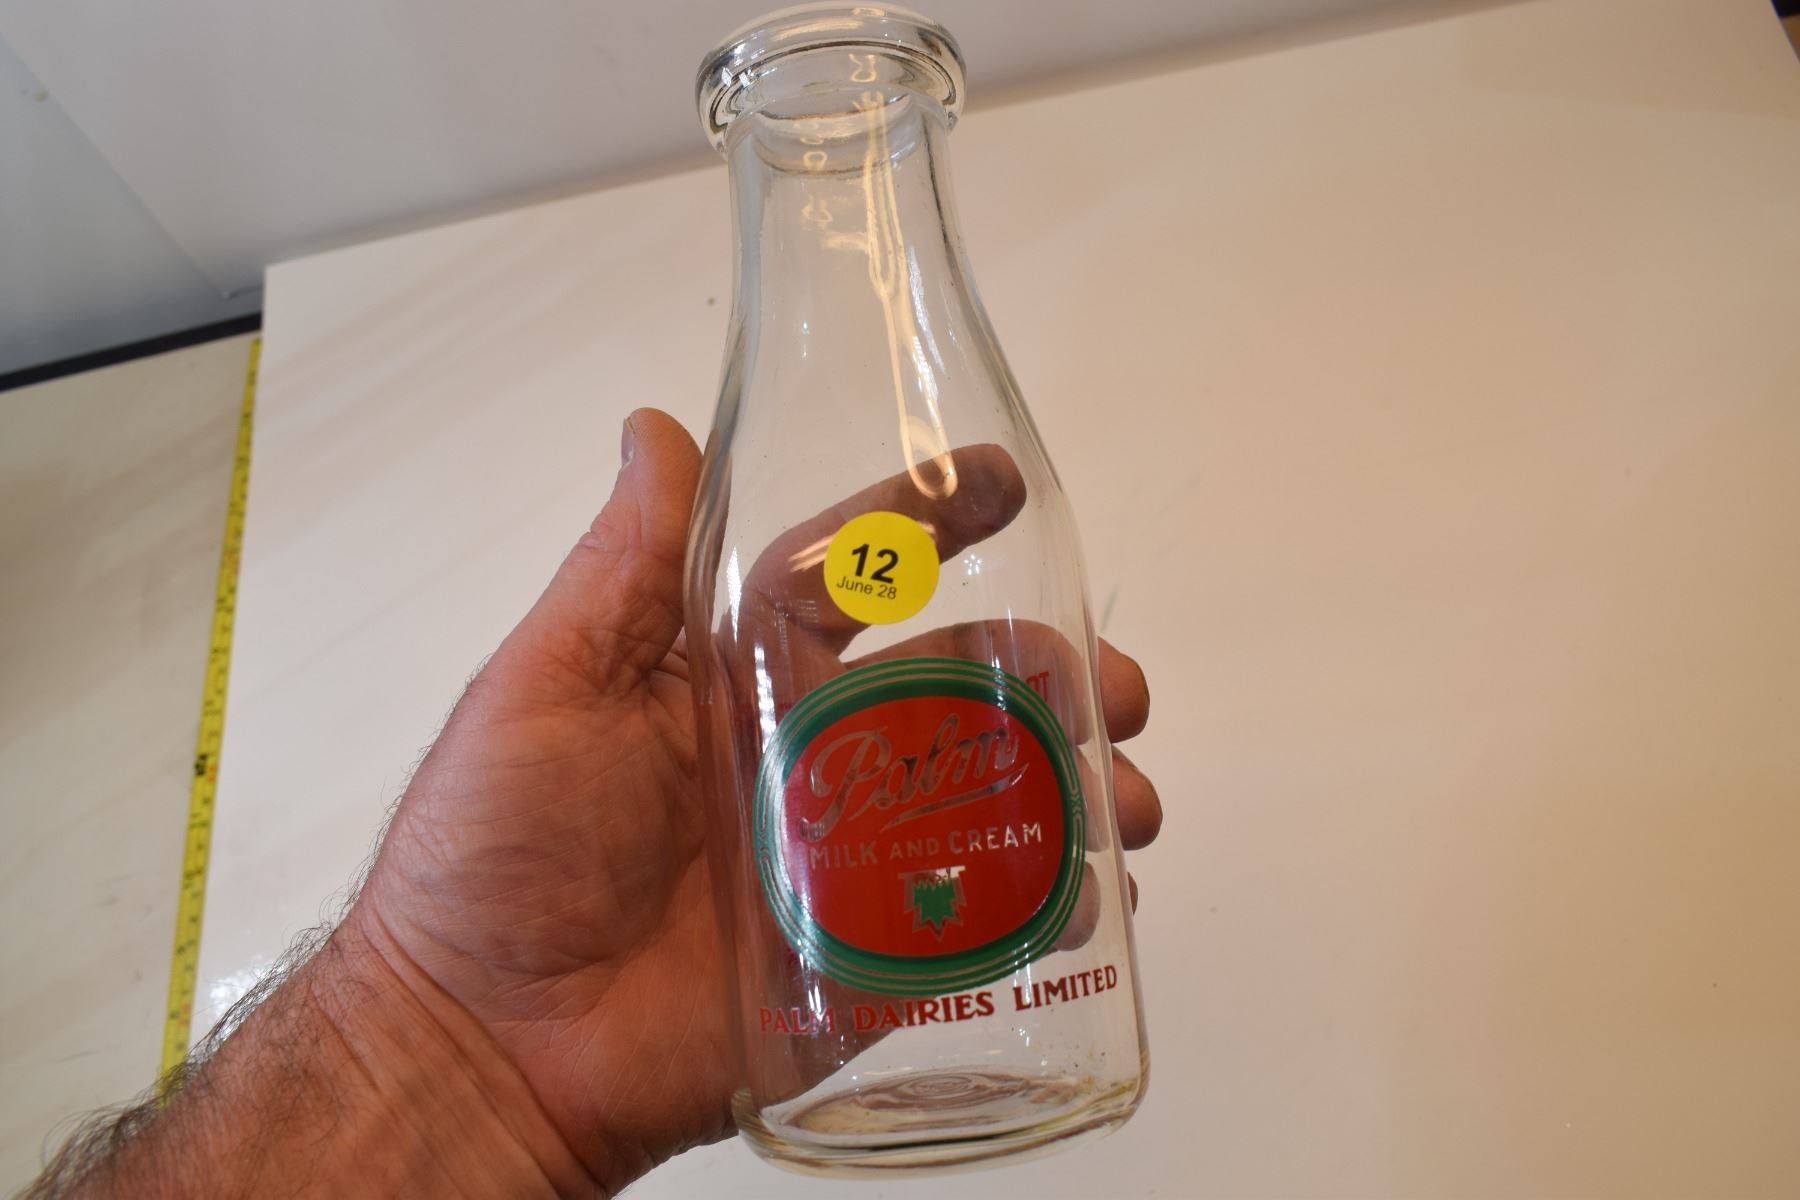 12
June 28
Palm
MILK AND CREAM
PALM DAIRIES LIMITED